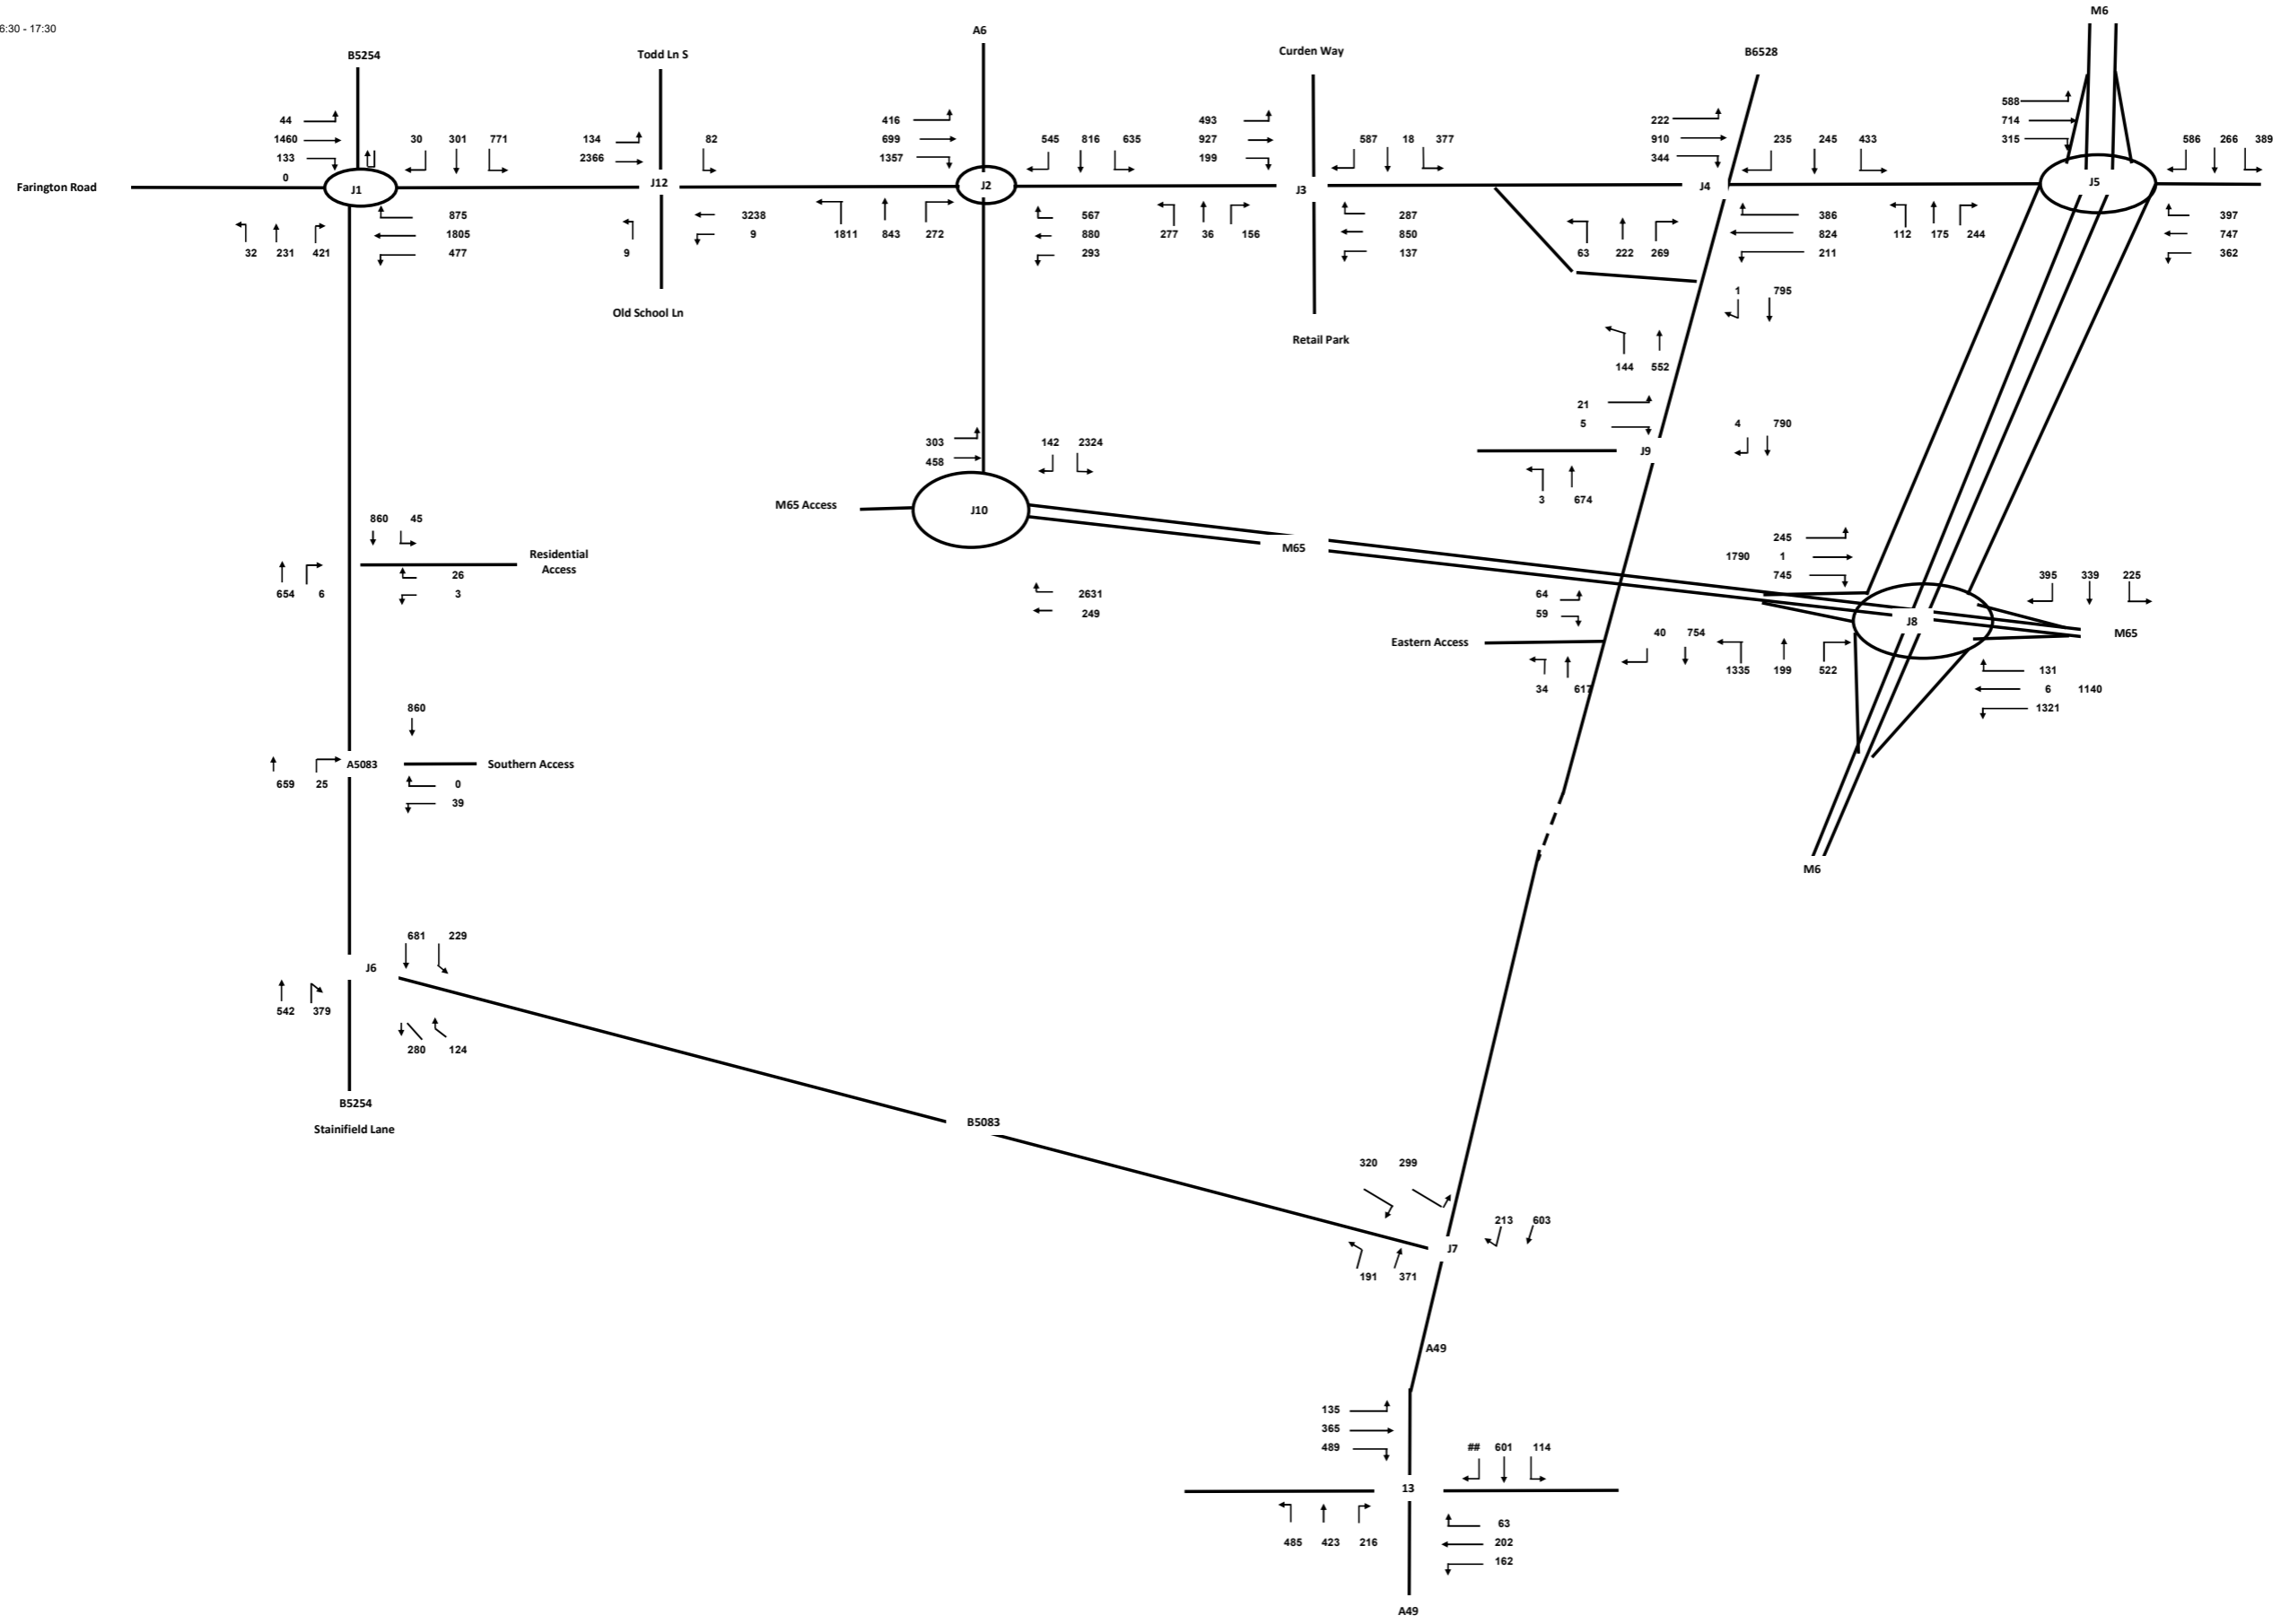 6:30 - 17:30
M6
A6
Curden Way
B6528
B5254
Todd Ln S
44
1460
133
0
30 301 771
134
2366
82
416
699
1357
545 816 635
493
927
199
587 18 377
222
910
344
235 245 433
588
714
315
586 266 389
Farington Road
J1
J12
J2
J3
J4
J5
32 231 421
875
1805
477
9
3238
9
1811 843 272
567
880
293
277 36 156
287
850
137
63 222 269
386
824
211
112 175 244
397
747
362
Old School Ln
Retail Park
1 795
144 552
21
5
4 790
J9
3 674
303
458
142 2324
M65 Access
J10
M65
2631
249
860 45
Residential
Access
654 6
26
3
245
1790 1
745
395 339 225
64
59
Eastern Access
40 754
34 617
1335 199 522
J8
M65
131
6 1140
1321
860
A5083
Southern Access
659 25
0
39
M6
681 229
J6
542 379
280 124
B5254
Stainifield Lane
B5083
320 299
213 603
J7
191 371
A49
135
365
489
## 601 114
13
485 423 216
63
202
162
A49